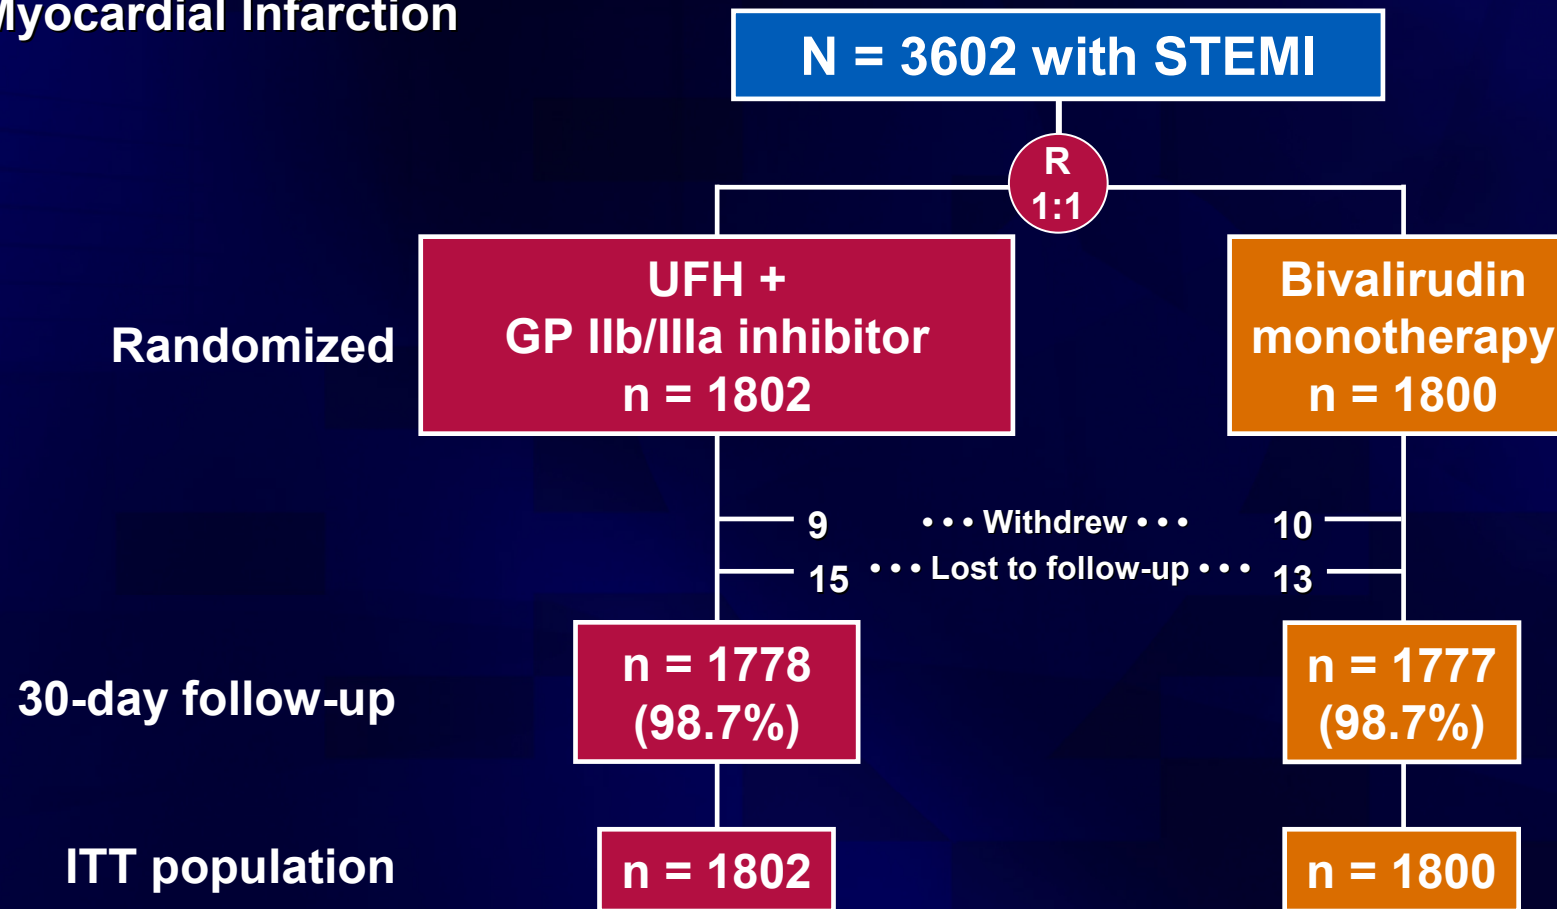 Myocardial Infarction
N = 3602 with STEMI
R
1:1
UFH +
GP IIb/IIIa inhibitor
n = 1802
Bivalirudin
monotherapy
n = 1800
Randomized
9 ••• Withdrew ••• 10
15 ••• Lost to follow-up ••• 13
30-day follow-up
n = 1778
(98.7%)
n = 1777
(98.7%)
ITT population
n = 1802
n = 1800